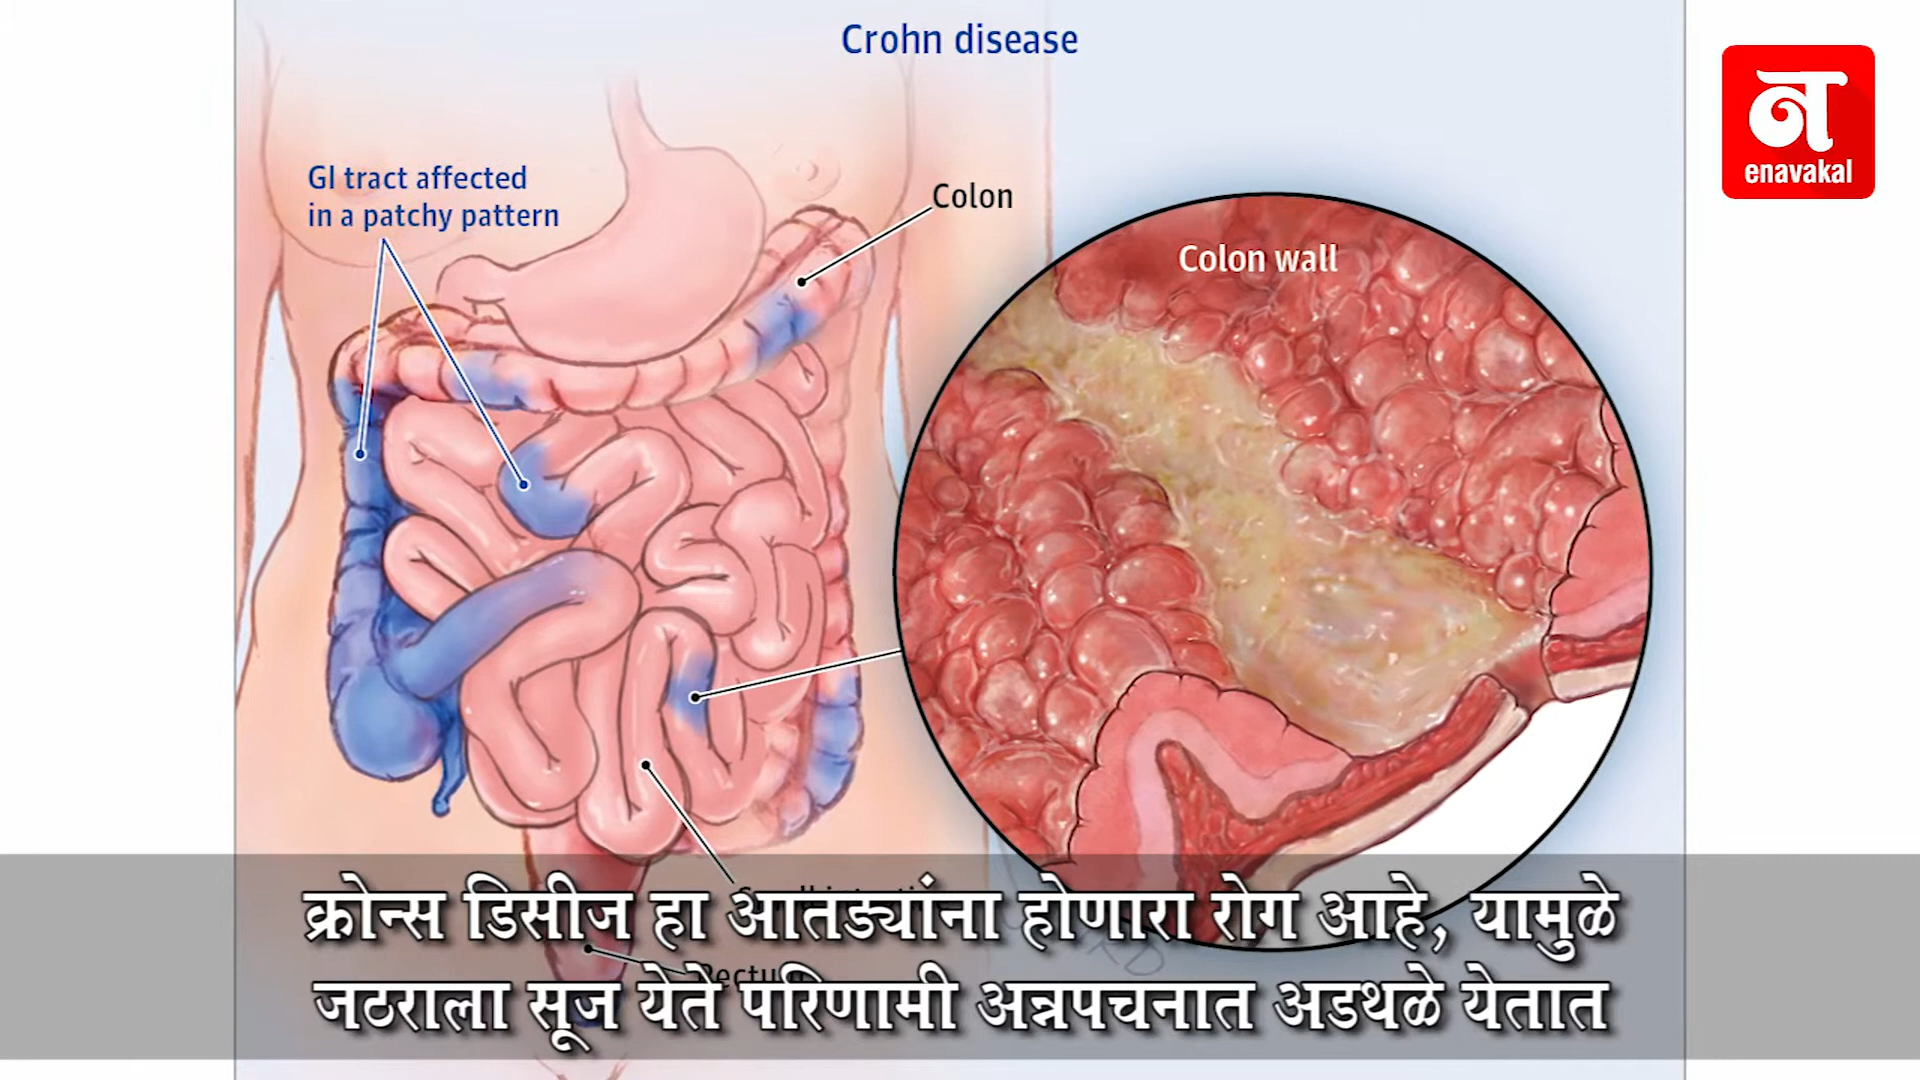 Crohn disease
न
enavakal
GI tract affected
in a patchy pattern
Colon
Colon wall
Rectum
क्रोन्स डिसीज हा आतड्यांना होणारा रोग आहे, यामुळे
जठराला सूज येते परिणामी अन्नपचनात अडथळे येतात